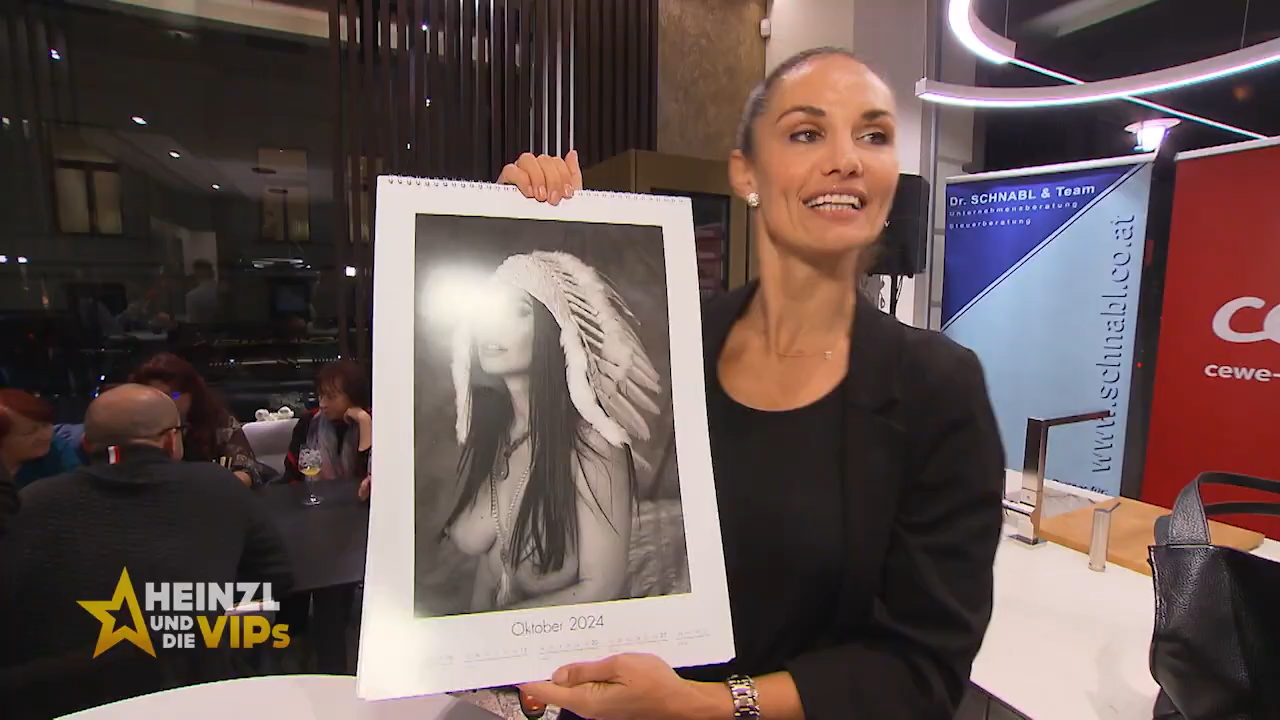 Dr. SCHNABL & Team
Unternehmensberatung
Steuerberatung
www.schnabl.co.at
cewe-
Oktober 2024
HEINZL
UND
DIE VIPs